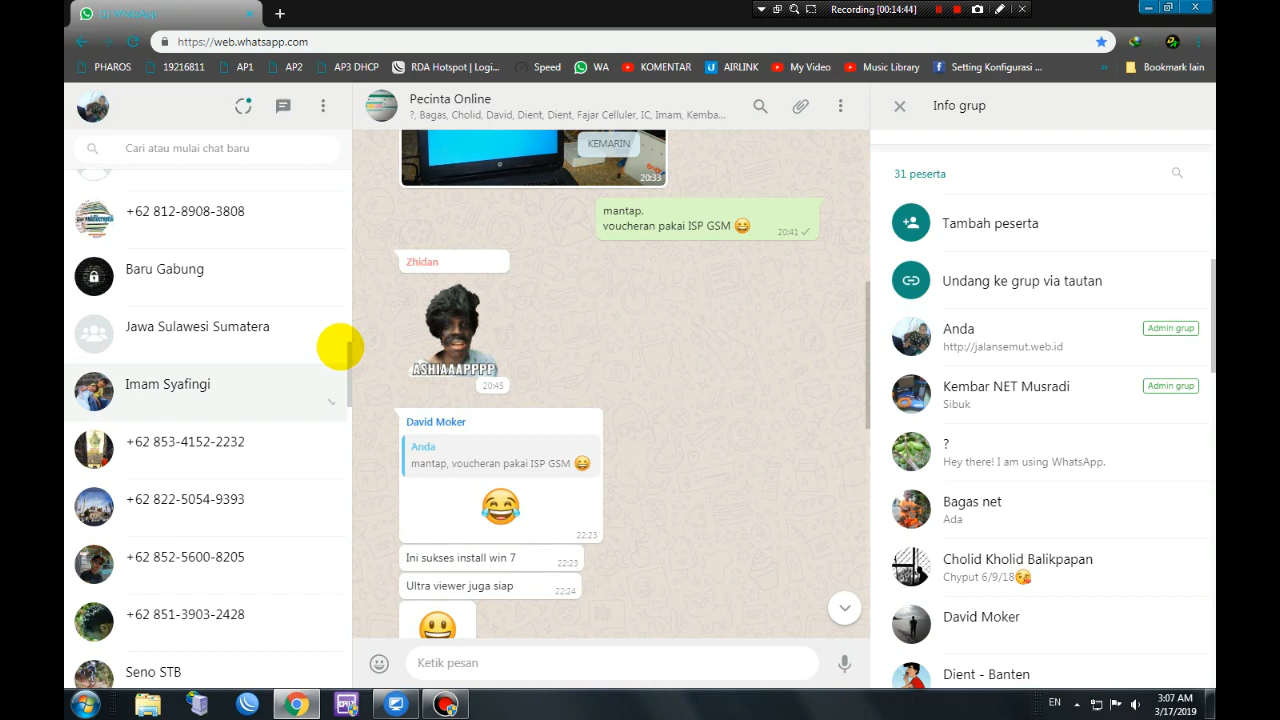 (1) WhatsApp
Recording [00:14:44]
https://web.whatsapp.com
PHAROS
19216811
AP1
AP2
AP3 DHCP
RDA Hotspot | Logi...
Speed
WA
KOMENTAR
AIRLINK
My Video
Music Library
Setting Konfigurasi ...
»
Bookmark lain
Cari atau mulai chat baru
+62 812-8908-3808
Baru Gabung
Jawa Sulawesi Sumatera
Imam Syafingi
+62 853-4152-2232
+62 822-5054-9393
+62 852-5600-8205
+62 851-3903-2428
Seno STB
Pecinta Online
?, Bagas, Cholid, David, Dient, Dient, Fajar Celluler, IC, Imam, Kemba...
KEMARIN
20:33
mantap.
voucheran pakai ISP GSM 😄
20:41
Zhidan
ASHIAAAPPPP
20:45
David Moker
Anda
mantap, voucheran pakai ISP GSM 😄
😂
22:23
Ini sukses install win 7
22:23
Ultra viewer juga siap
22:24
😃
Ketik pesan
Info grup
31 peserta
Tambah peserta
Undang ke grup via tautan
Anda
Admin grup
http://jalansemut.web.id
Kembar NET Musradi
Admin grup
Sibuk
?
Hey there! I am using WhatsApp.
Bagas net
Ada
Cholid Kholid Balikpapan
Chyput 6/9/18😘
David Moker
Dient - Banten
EN
3:07 AM
3/17/2019